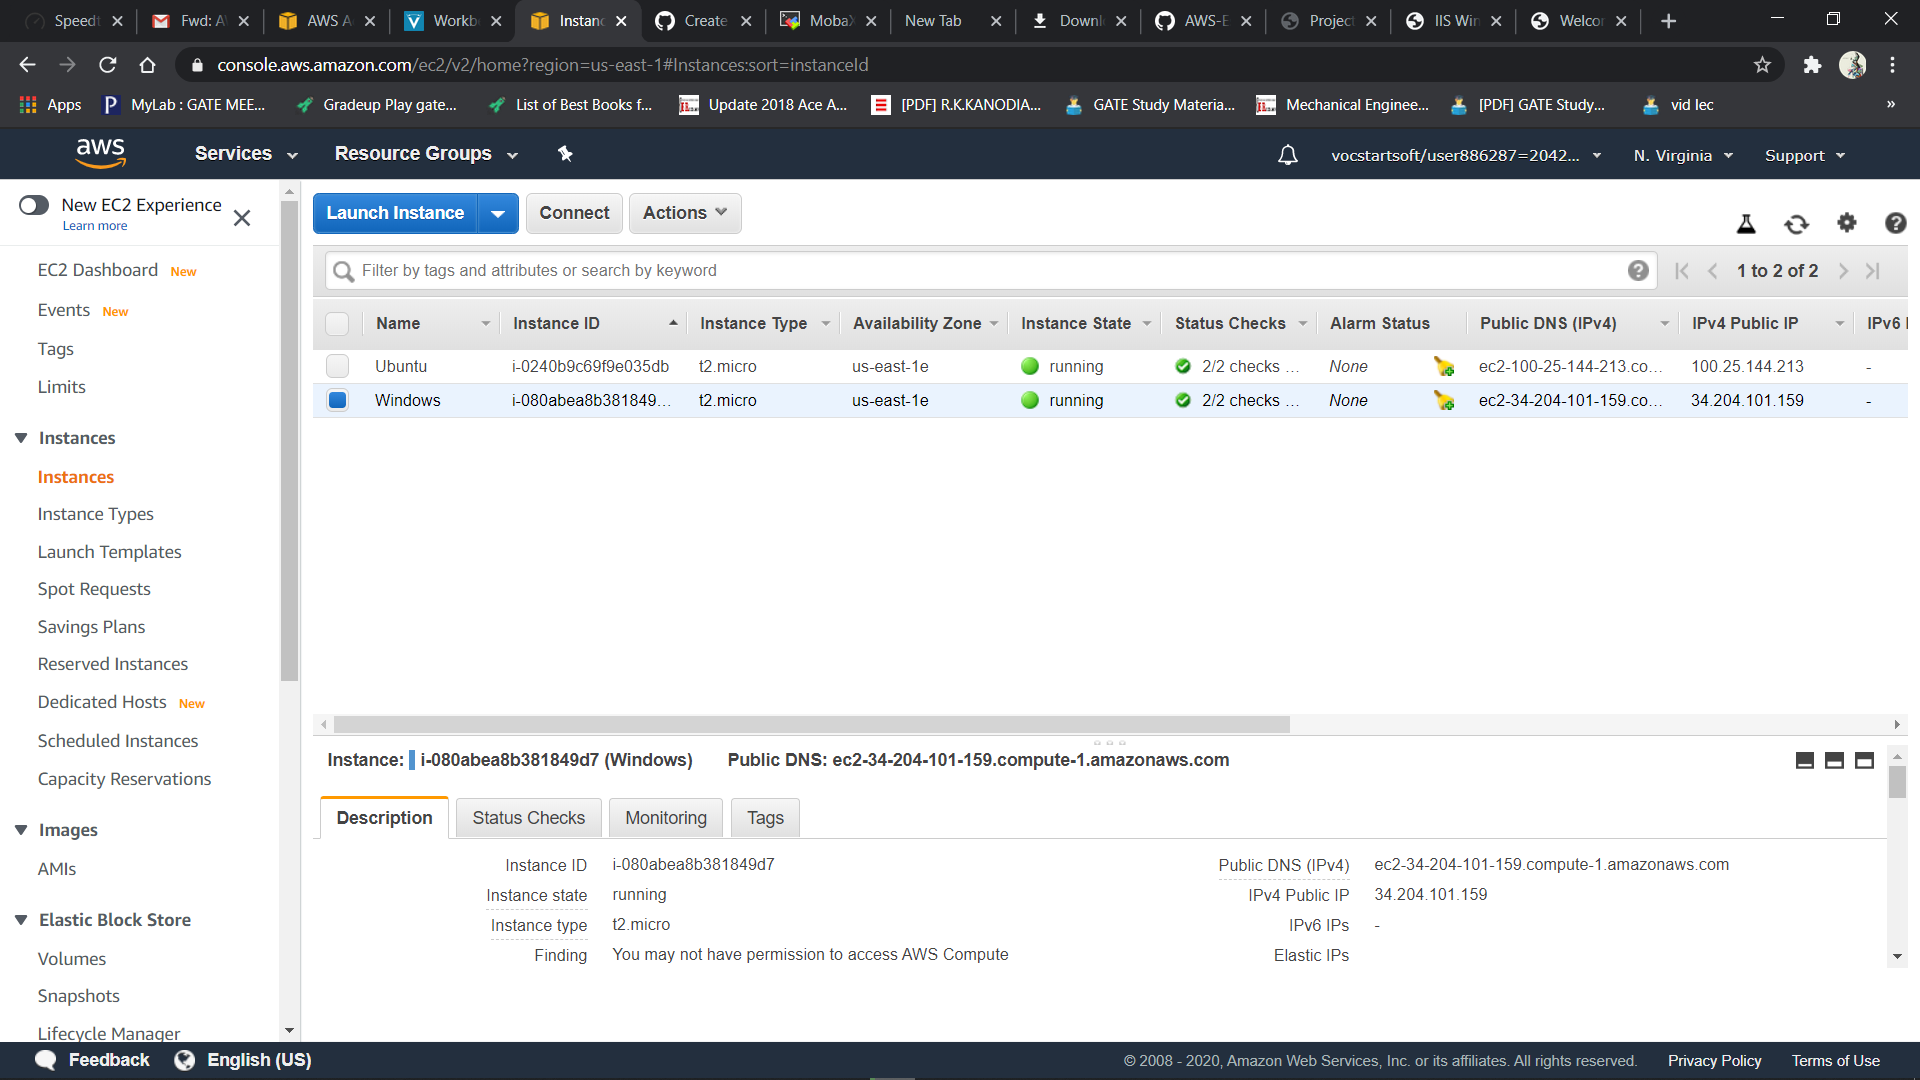 Speedt
Fwd: A
AWS A
Workb
Instanc
Create
MobaX
New Tab
Downl
AWS-E
Project
IIS Win
Welcor
console.aws.amazon.com/ec2/v2/home?region=us-east-1#Instances:sort=instanceId
Apps
MyLab : GATE MEE...
Gradeup Play gate...
List of Best Books f...
Update 2018 Ace A...
[PDF] R.K.KANODIA...
GATE Study Materia...
Mechanical Enginee...
[PDF] GATE Study...
vid lec
»
aws
Services
Resource Groups
vocstartsoft/user886287=2042...
N. Virginia
Support
New EC2 Experience
Learn more
Launch Instance
Connect
Actions
EC2 Dashboard New
Events New
Tags
Limits
Instances
Instances
Instance Types
Launch Templates
Spot Requests
Savings Plans
Reserved Instances
Dedicated Hosts New
Scheduled Instances
Capacity Reservations
Images
AMIs
Elastic Block Store
Volumes
Snapshots
Lifecycle Manager
Filter by tags and attributes or search by keyword
1 to 2 of 2
Name Instance ID Instance Type Availability Zone Instance State Status Checks Alarm Status Public DNS (IPv4) IPv4 Public IP IPv6 I
Ubuntu i-0240b9c69f9e035db t2.micro us-east-1e running 2/2 checks ... None ec2-100-25-144-213.co... 100.25.144.213 -
Windows i-080abea8b381849... t2.micro us-east-1e running 2/2 checks ... None ec2-34-204-101-159.co... 34.204.101.159 -
Instance: i-080abea8b381849d7 (Windows) Public DNS: ec2-34-204-101-159.compute-1.amazonaws.com
Description
Status Checks
Monitoring
Tags
Instance ID i-080abea8b381849d7
Instance state running
Instance type t2.micro
Finding You may not have permission to access AWS Compute
Public DNS (IPv4) ec2-34-204-101-159.compute-1.amazonaws.com
IPv4 Public IP 34.204.101.159
IPv6 IPs -
Elastic IPs
Feedback
English (US)
© 2008 - 2020, Amazon Web Services, Inc. or its affiliates. All rights reserved.
Privacy Policy
Terms of Use